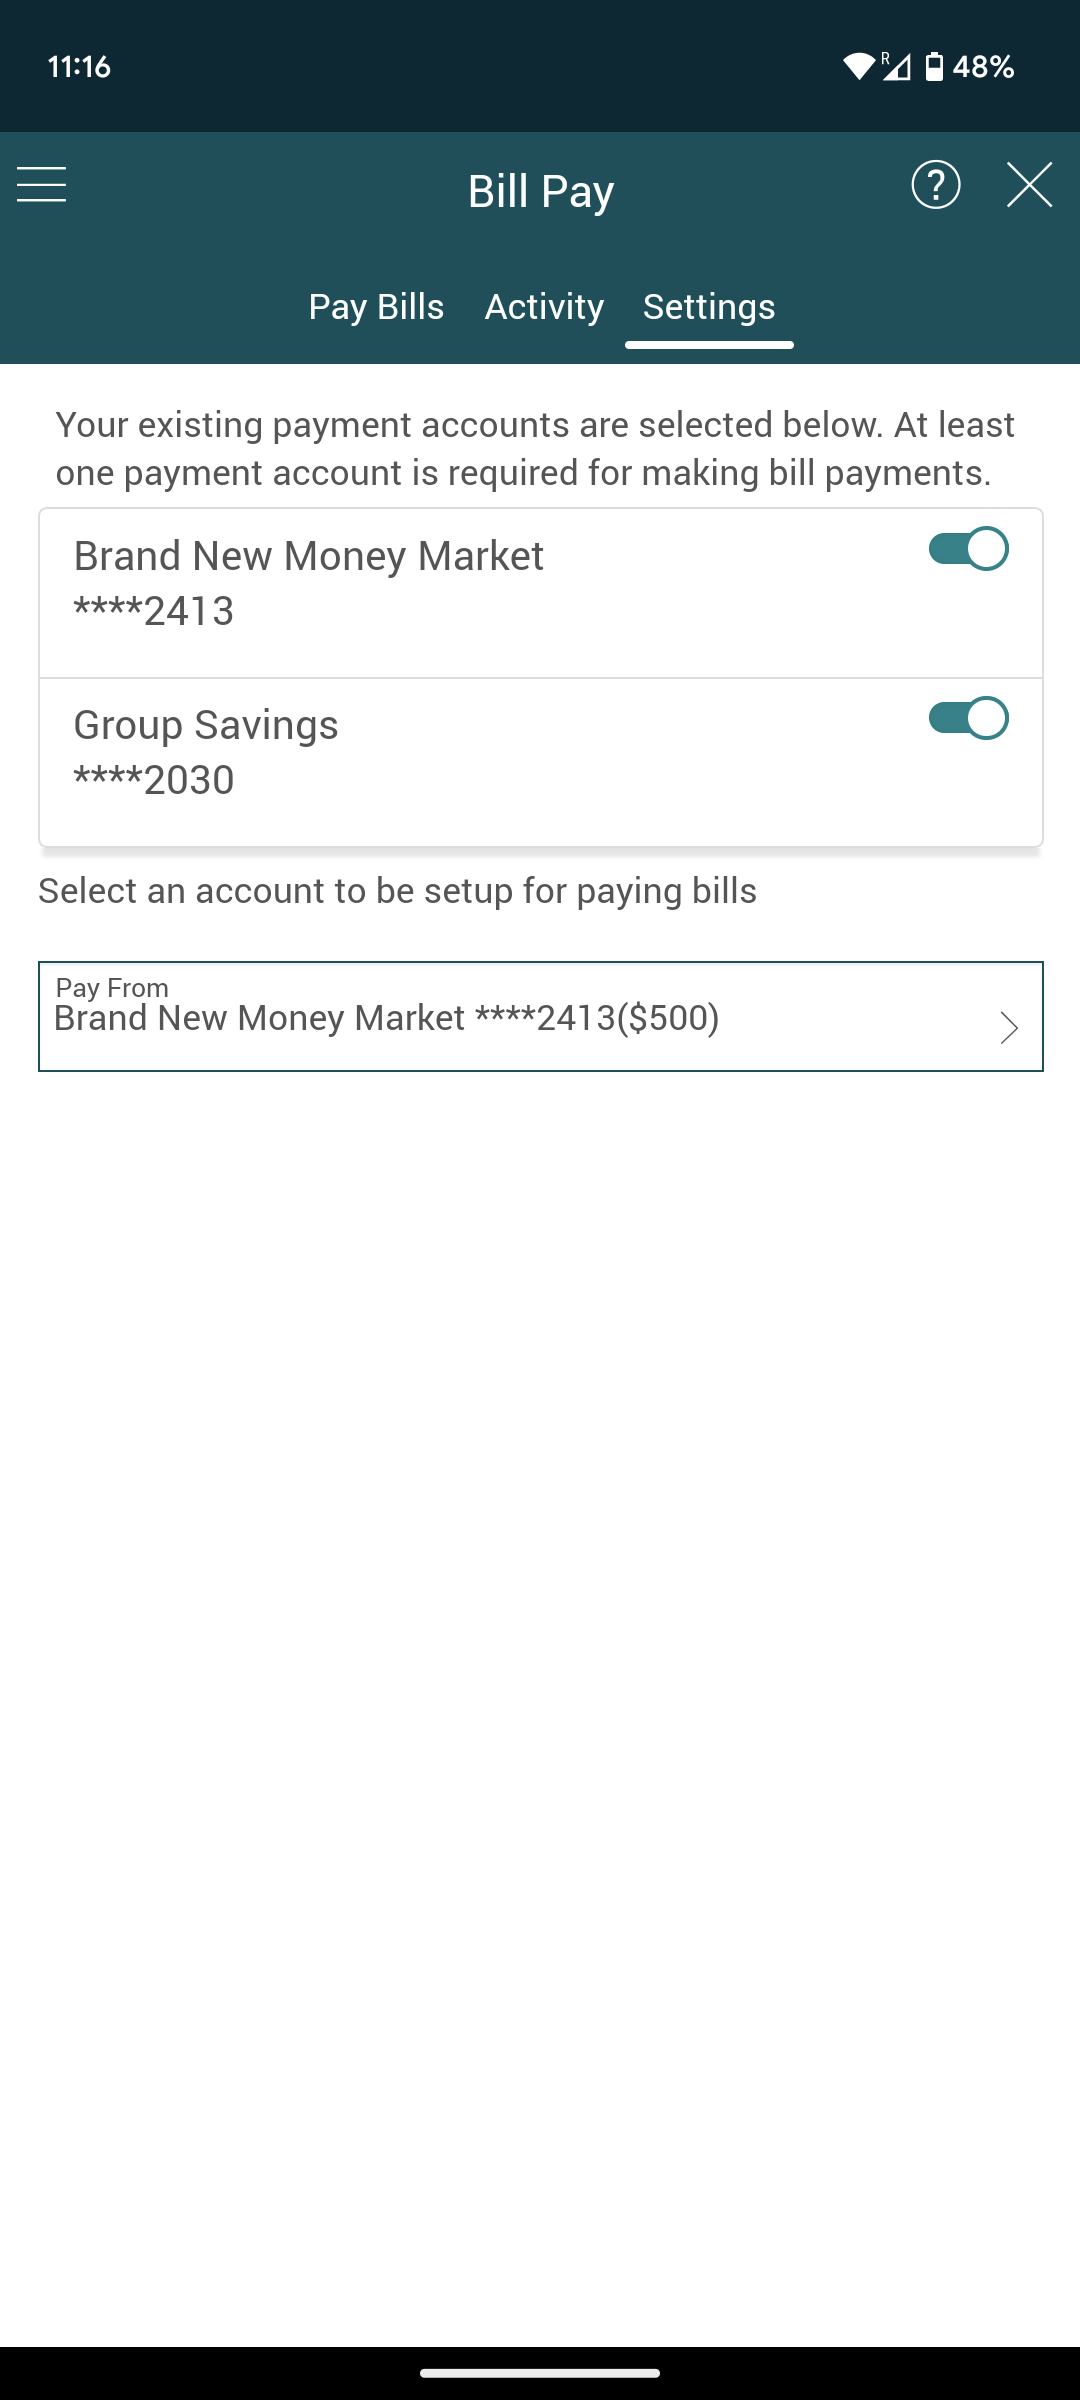 11:16
R
48%
Bill Pay
?
Pay Bills
Activity
Settings
Your existing payment accounts are selected below. At least
one payment account is required for making bill payments.
Brand New Money Market
****2413
Group Savings
****2030
Select an account to be setup for paying bills
Pay From
Brand New Money Market ****2413($500)